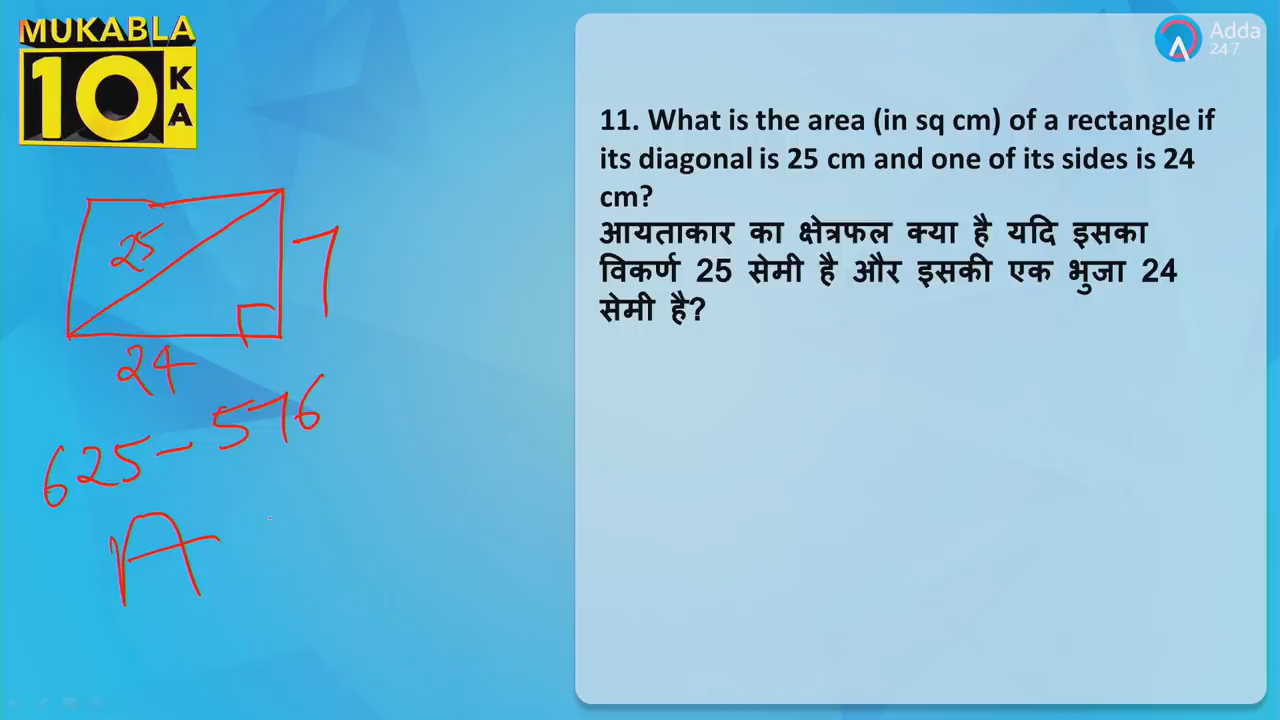 MUKABLA
10
KA
Adda
247
11. What is the area (in sq cm) of a rectangle if
its diagonal is 25 cm and one of its sides is 24
cm?
आयताकार का क्षेत्रफल क्या है यदि इसका
विकर्ण 25 सेमी है और इसकी एक भुजा 24
सेमी है?
25
7
24
625-576
A